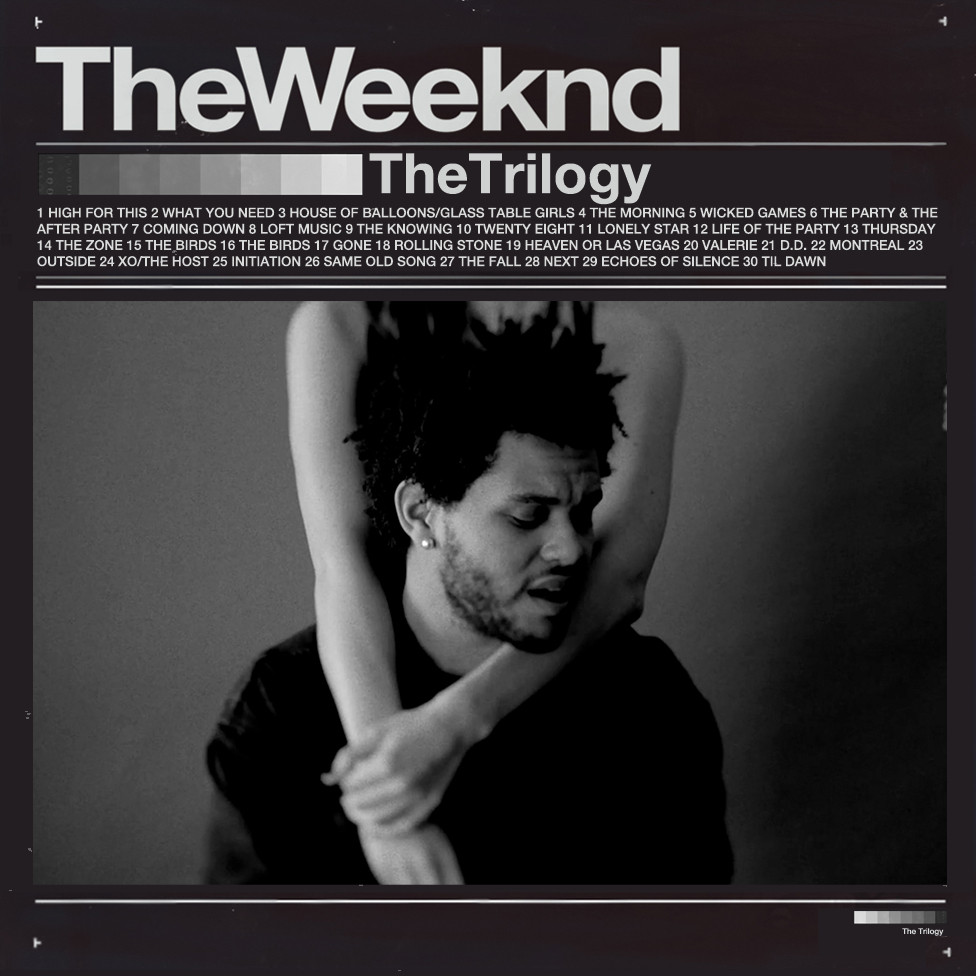 TheWeeknd
TheTrilogy
1 HIGH FOR THIS 2 WHAT YOU NEED 3 HOUSE OF BALLOONS/GLASS TABLE GIRLS 4 THE MORNING 5 WICKED GAMES 6 THE PARTY & THE
AFTER PARTY 7 COMING DOWN 8 LOFT MUSIC 9 THE KNOWING 10 TWENTY EIGHT 11 LONELY STAR 12 LIFE OF THE PARTY 13 THURSDAY
14 THE ZONE 15 THE BIRDS 16 THE BIRDS 17 GONE 18 ROLLING STONE 19 HEAVEN OR LAS VEGAS 20 VALERIE 21 D.D. 22 MONTREAL 23
OUTSIDE 24 XO/THE HOST 25 INITIATION 26 SAME OLD SONG 27 THE FALL 28 NEXT 29 ECHOES OF SILENCE 30 TIL DAWN
The Trilogy